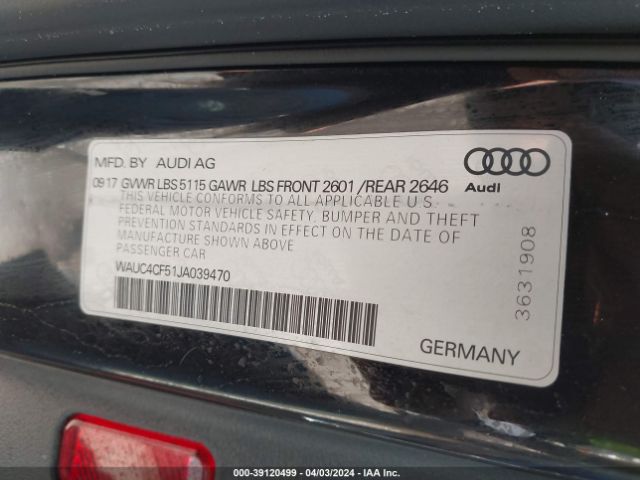 MFD. BY AUDI AG
09 17 GVWR LBS 5115 GAWR LBS FRONT 2601 /REAR 2646
THIS VEHICLE CONFORMS TO ALL APPLICABLE U.S.
FEDERAL MOTOR VEHICLE SAFETY, BUMPER AND THEFT
PREVENTION STANDARDS IN EFFECT ON THE DATE OF
MANUFACTURE SHOWN ABOVE
PASSENGER CAR
WAUC4CF51JA039470
Audi
3631908
GERMANY
000-39120499 - 04/03/2024 - IAA Inc.